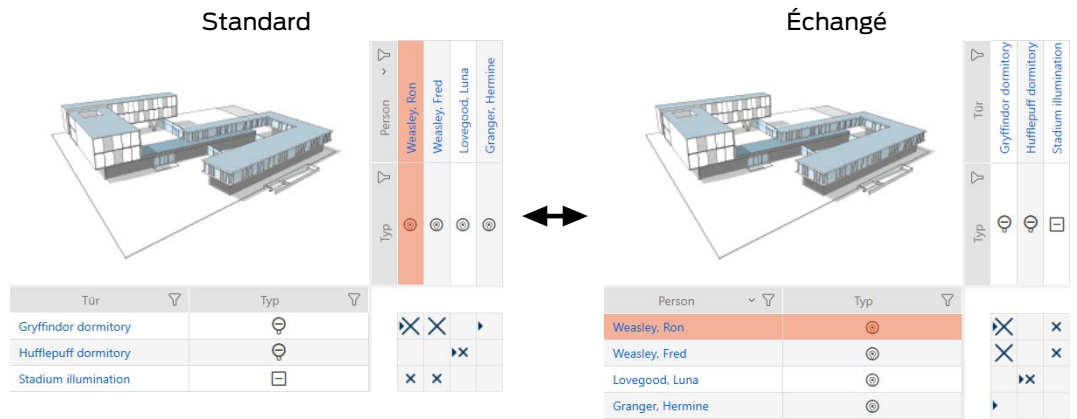 Standard
Échangé
Person
Weasley, Ron
Weasley, Fred
Lovegood, Luna
Granger, Hermine
Typ
Tür
Gryffindor dormitory
Hufflepuff dormitory
Stadium illumination
Typ
Tür
Typ
Gryffindor dormitory
Hufflepuff dormitory
Stadium illumination
Person
Typ
Weasley, Ron
Weasley, Fred
Lovegood, Luna
Granger, Hermine